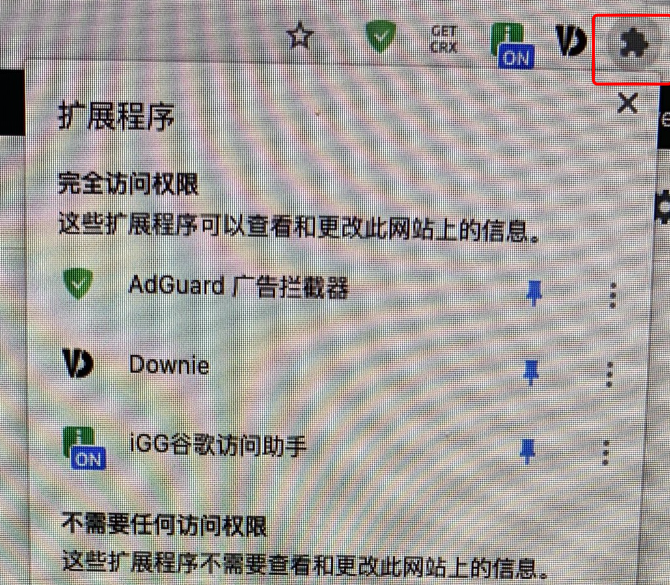 GET
CRX
ON
VD
扩展程序
完全访问权限
这些扩展程序可以查看和更改此网站上的信息。
AdGuard 广告拦截器
VD
Downie
iGG谷歌访问助手
ON
不需要任何访问权限
这些扩展程序不需要查看和更改此网站上的信息。